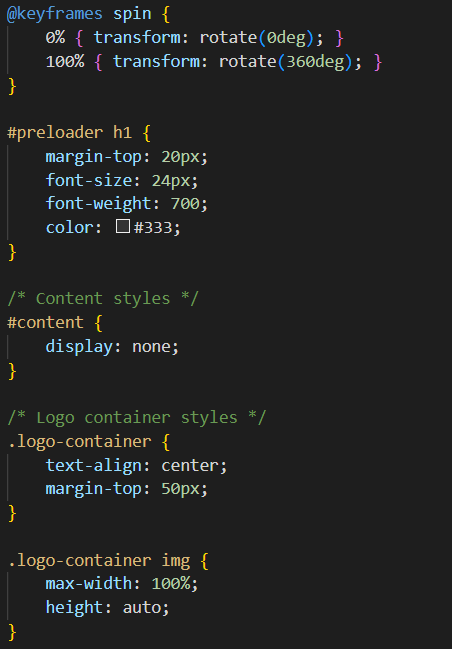 @keyframes spin {
    0% { transform: rotate(0deg); }
    100% { transform: rotate(360deg); }
}

#preloader h1 {
    margin-top: 20px;
    font-size: 24px;
    font-weight: 700;
    color: #333;
}

/* Content styles */
#content {
    display: none;
}

/* Logo container styles */
.logo-container {
    text-align: center;
    margin-top: 50px;
}

.logo-container img {
    max-width: 100%;
    height: auto;
}